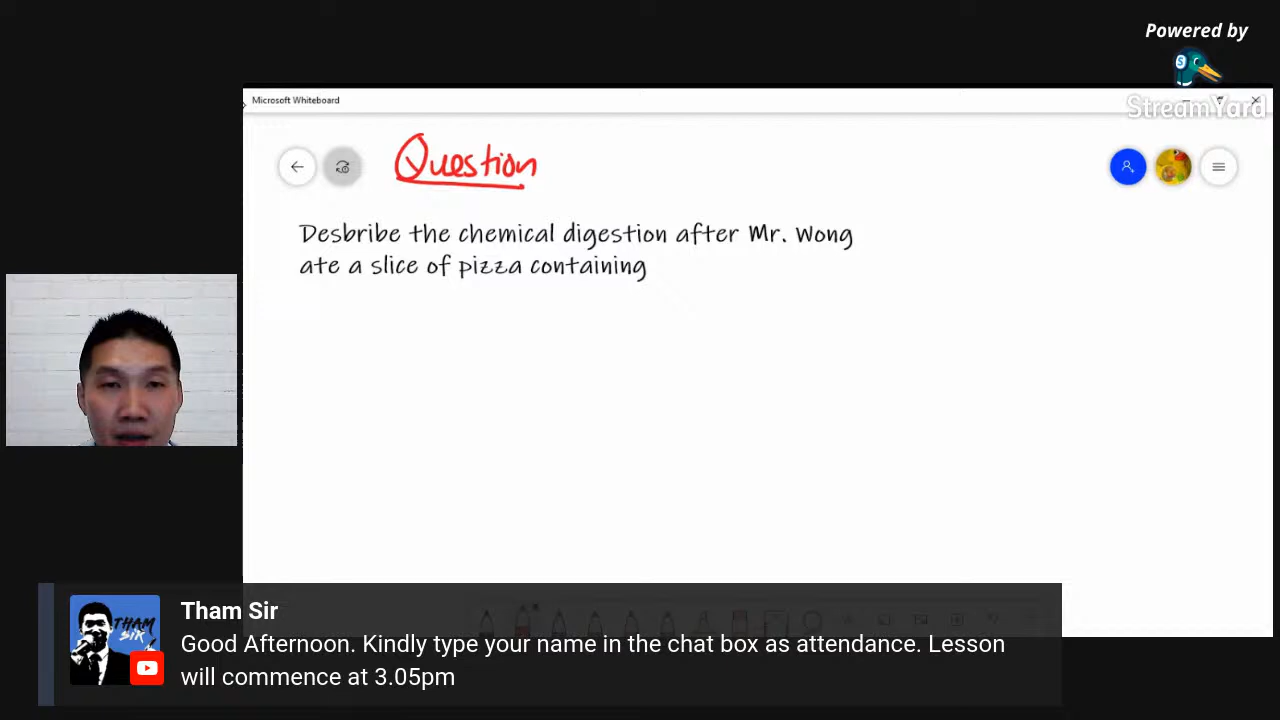 Powered by
StreamYard
Microsoft Whiteboard
Question
Desbribe the chemical digestion after Mr. Wong
ate a slice of pizza containing
THAM
SIR
Tham Sir
Good Afternoon. Kindly type your name in the chat box as attendance. Lesson
will commence at 3.05pm